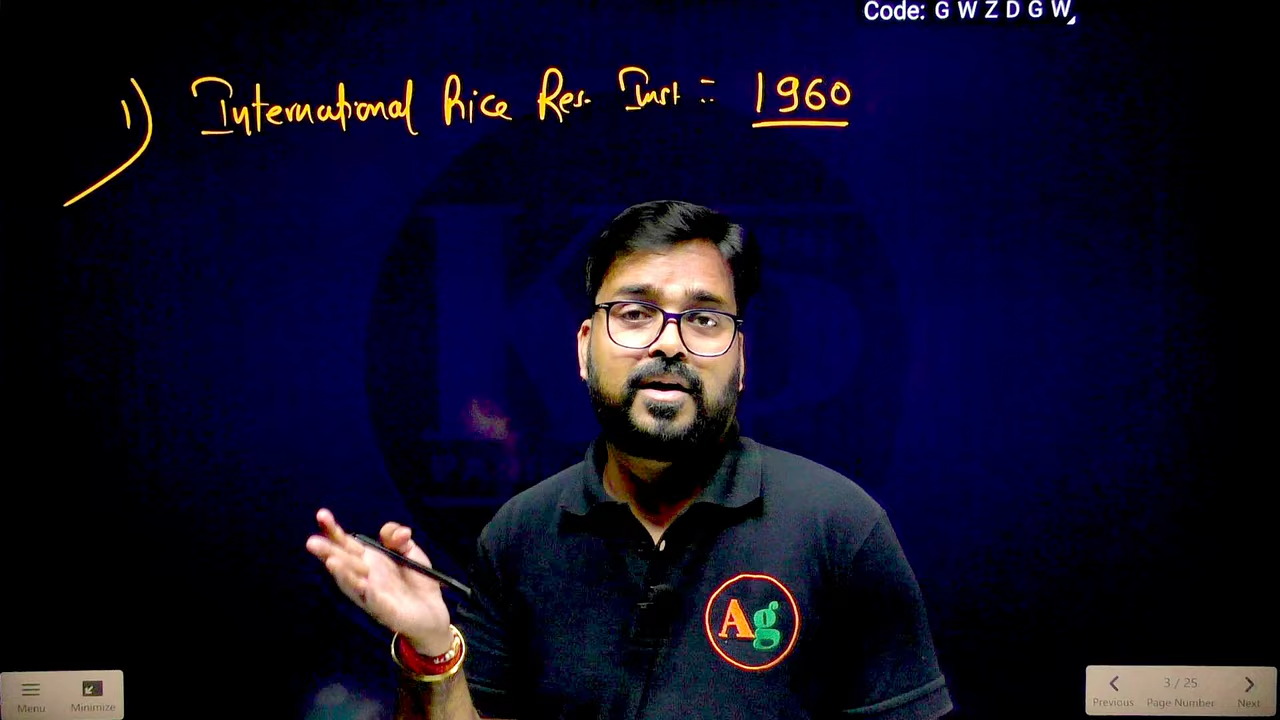 Code: G W Z D G W
1) International Rice Res. Inst :- 1960
Ag
Menu
Minimize
3 / 25
Previous Page Number Next